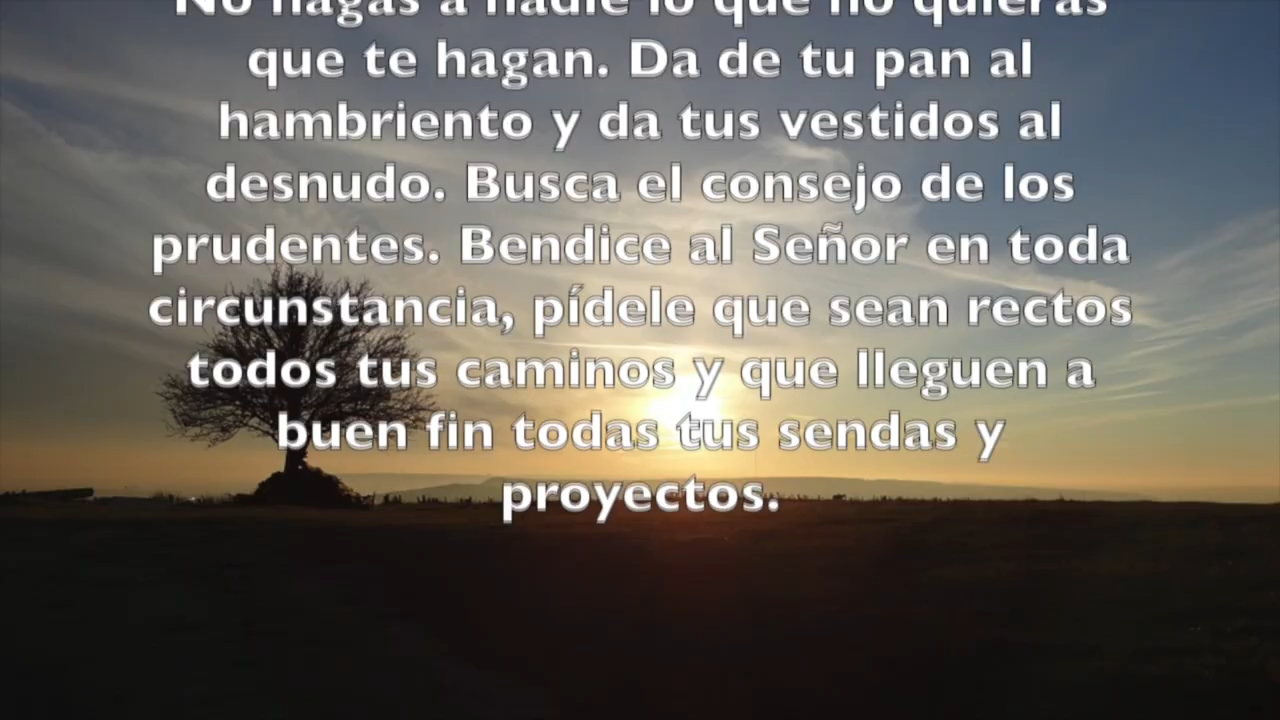 No hagas a nadie lo que no quieras
que te hagan. Da de tu pan al
hambriento y da tus vestidos al
desnudo. Busca el consejo de los
prudentes. Bendice al Señor en toda
circunstancia, pídele que sean rectos
todos tus caminos y que lleguen a
buen fin todas tus sendas y
proyectos.